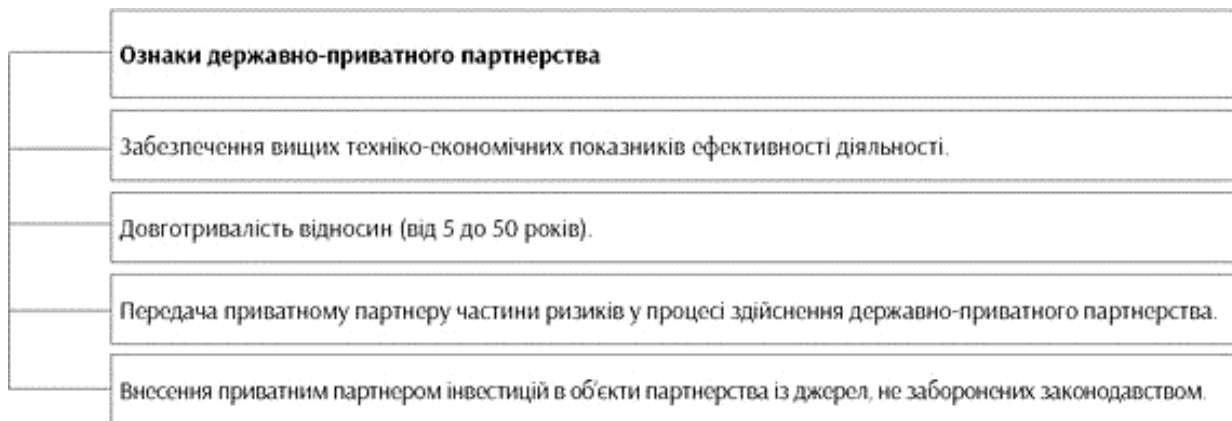 Ознаки державно-приватного партнерства
Забезпечення вищих техніко-економічних показників ефективності діяльності.
Довготривалість відносин (від 5 до 50 років).
Передача приватному партнеру частини ризиків у процесі здійснення державно-приватного партнерства.
Внесення приватним партнером інвестицій в об'єкти партнерства із джерел, не заборонених законодавством.